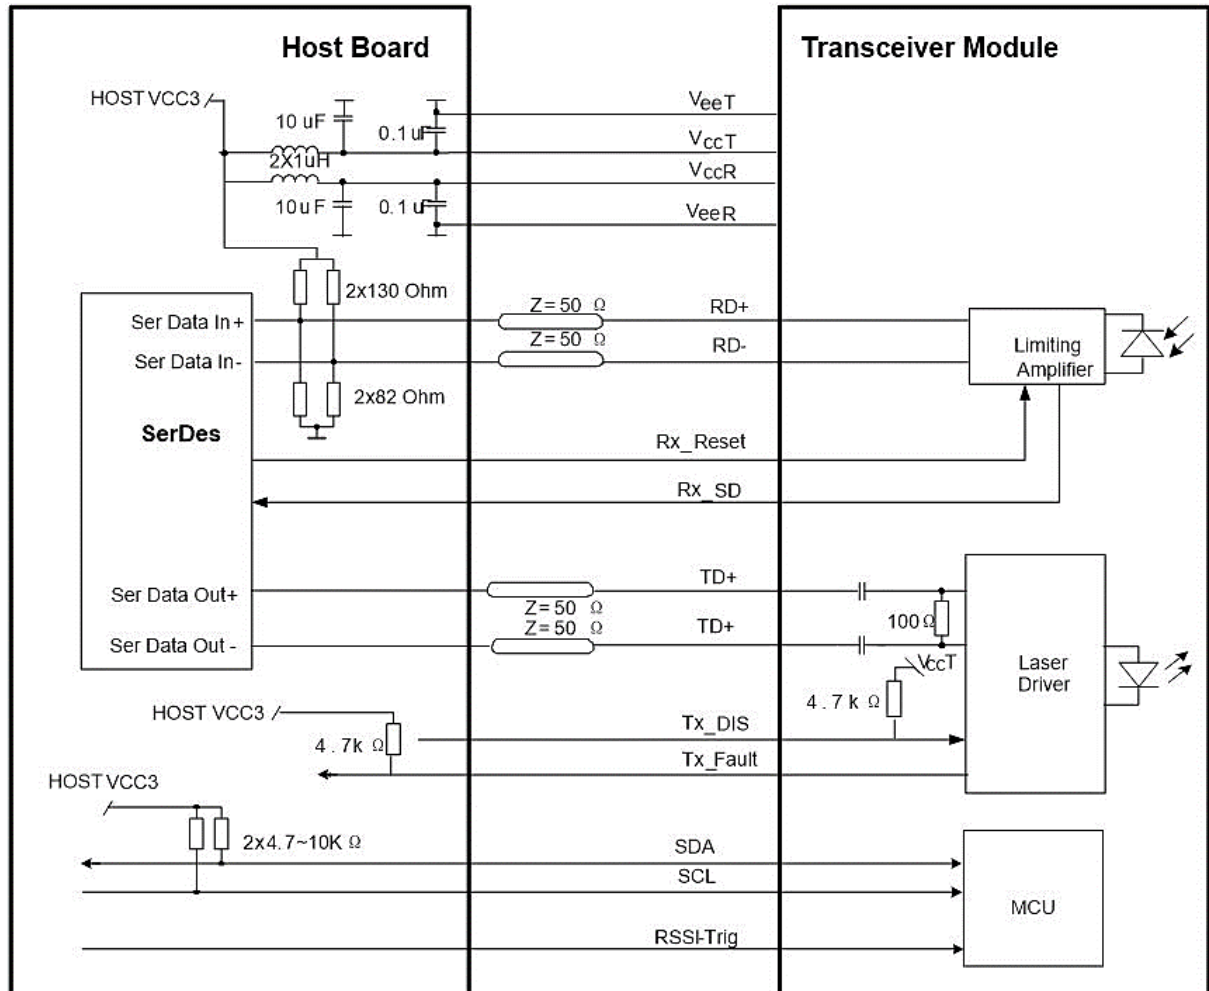 Host Board
Transceiver Module
HOST VCC3
10 uF
0.1 uF
2X1uH
10uF
0.1 uF
VeeT
VccT
VccR
VeeR
2x130 Ohm
Ser Data In+
Ser Data In-
2x82 Ohm
SerDes
Z=50 Ω
Z=50 Ω
RD+
RD-
Limiting
Amplifier
Rx_Reset
Rx_SD
Ser Data Out+
Ser Data Out -
Z=50 Ω
Z=50 Ω
TD+
TD+
100Ω
VccT
4.7k Ω
Laser
Driver
HOST VCC3
4.7k Ω
Tx_DIS
Tx_Fault
HOST VCC3
2x4.7~10K Ω
SDA
SCL
RSSI-Trig
MCU